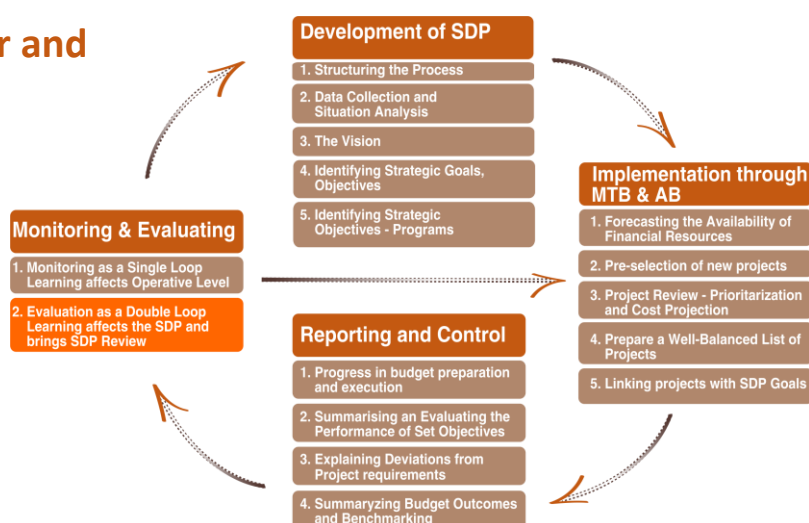 r and
Development of SDP
1. Structuring the Process
2. Data Collection and
Situation Analysis
3. The Vision
4. Identifying Strategic Goals,
Objectives
5. Identifying Strategic
Objectives - Programs
Implementation through
MTB & AB
1. Forecasting the Availability of
Financial Resources
2. Pre-selection of new projects
3. Project Review - Prioritarization
and Cost Projection
4. Prepare a Well-Balanced List of
Projects
5. Linking projects with SDP Goals
Monitoring & Evaluating
1. Monitoring as a Single Loop
Learning affects Operative Level
2. Evaluation as a Double Loop
Learning affects the SDP and
brings SDP Review
Reporting and Control
1. Progress in budget preparation
and execution
2. Summarising an Evaluating the
Performance of Set Objectives
3. Explaining Deviations from
Project requirements
4. Summaryzing Budget Outcomes
and Benchmarking